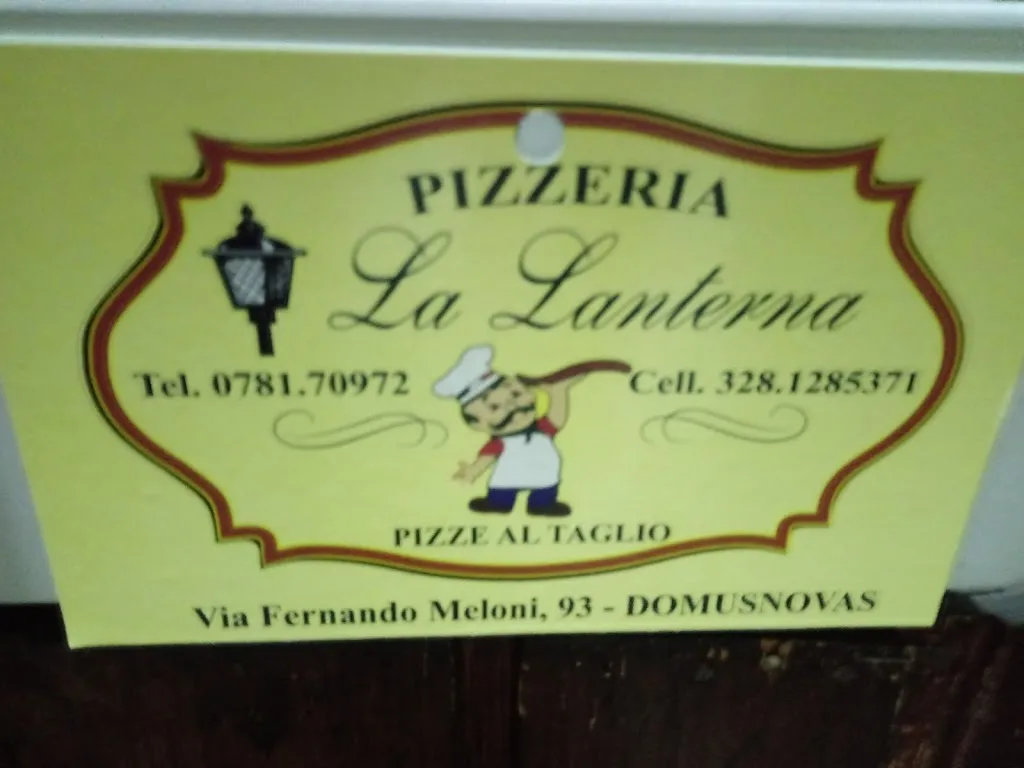 PIZZERIA
La Lanterna
Tel. 0781.70972 Cell. 328.1285371
PIZZE AL TAGLIO
Via Fernando Meloni, 93 - DOMUSNOVAS